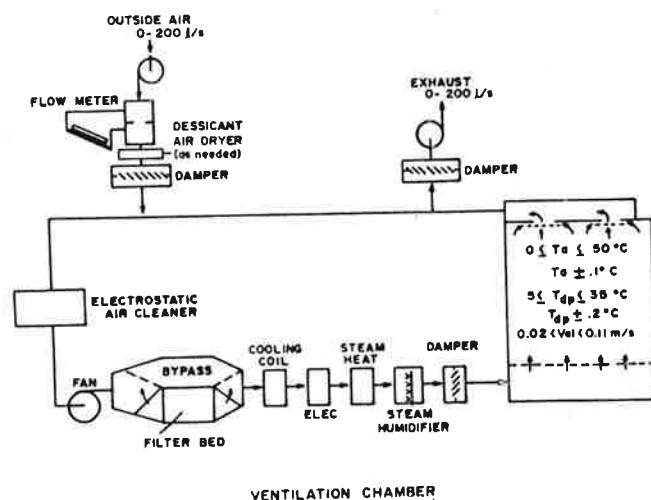 OUTSIDE AIR
0-200 l/s
FLOW METER
DESSICANT
AIR DRYER
(as needed)
DAMPER
EXHAUST
0-200 l/s
DAMPER
0 ≤ Ta ≤ 50 °C
Ta ± .1°C
5 ≤ Tdp ≤ 35 °C
Tdp ± .2 °C
0.02 < Vel < 0.11 m/s
ELECTROSTATIC
AIR CLEANER
FAN
BYPASS
FILTER BED
COOLING
COIL
ELEC
STEAM
HEAT
STEAM
HUMIDIFIER
DAMPER
VENTILATION CHAMBER